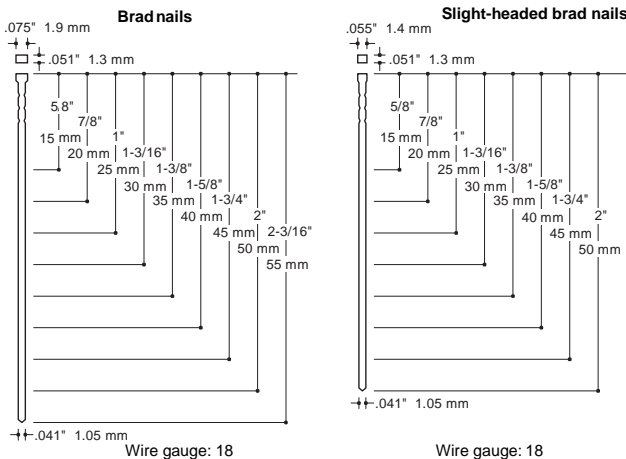 Brad nails
.075" 1.9 mm
.051" 1.3 mm
5/8"
15 mm
7/8"
20 mm
1"
25 mm
1-3/16"
30 mm
1-3/8"
35 mm
1-5/8"
40 mm
1-3/4"
45 mm
2"
50 mm
2-3/16"
55 mm
.041" 1.05 mm
Wire gauge: 18
Slight-headed brad nails
.055" 1.4 mm
.051" 1.3 mm
5/8"
15 mm
7/8"
20 mm
1"
25 mm
1-3/16"
30 mm
1-3/8"
35 mm
1-5/8"
40 mm
1-3/4"
45 mm
2"
50 mm
.041" 1.05 mm
Wire gauge: 18